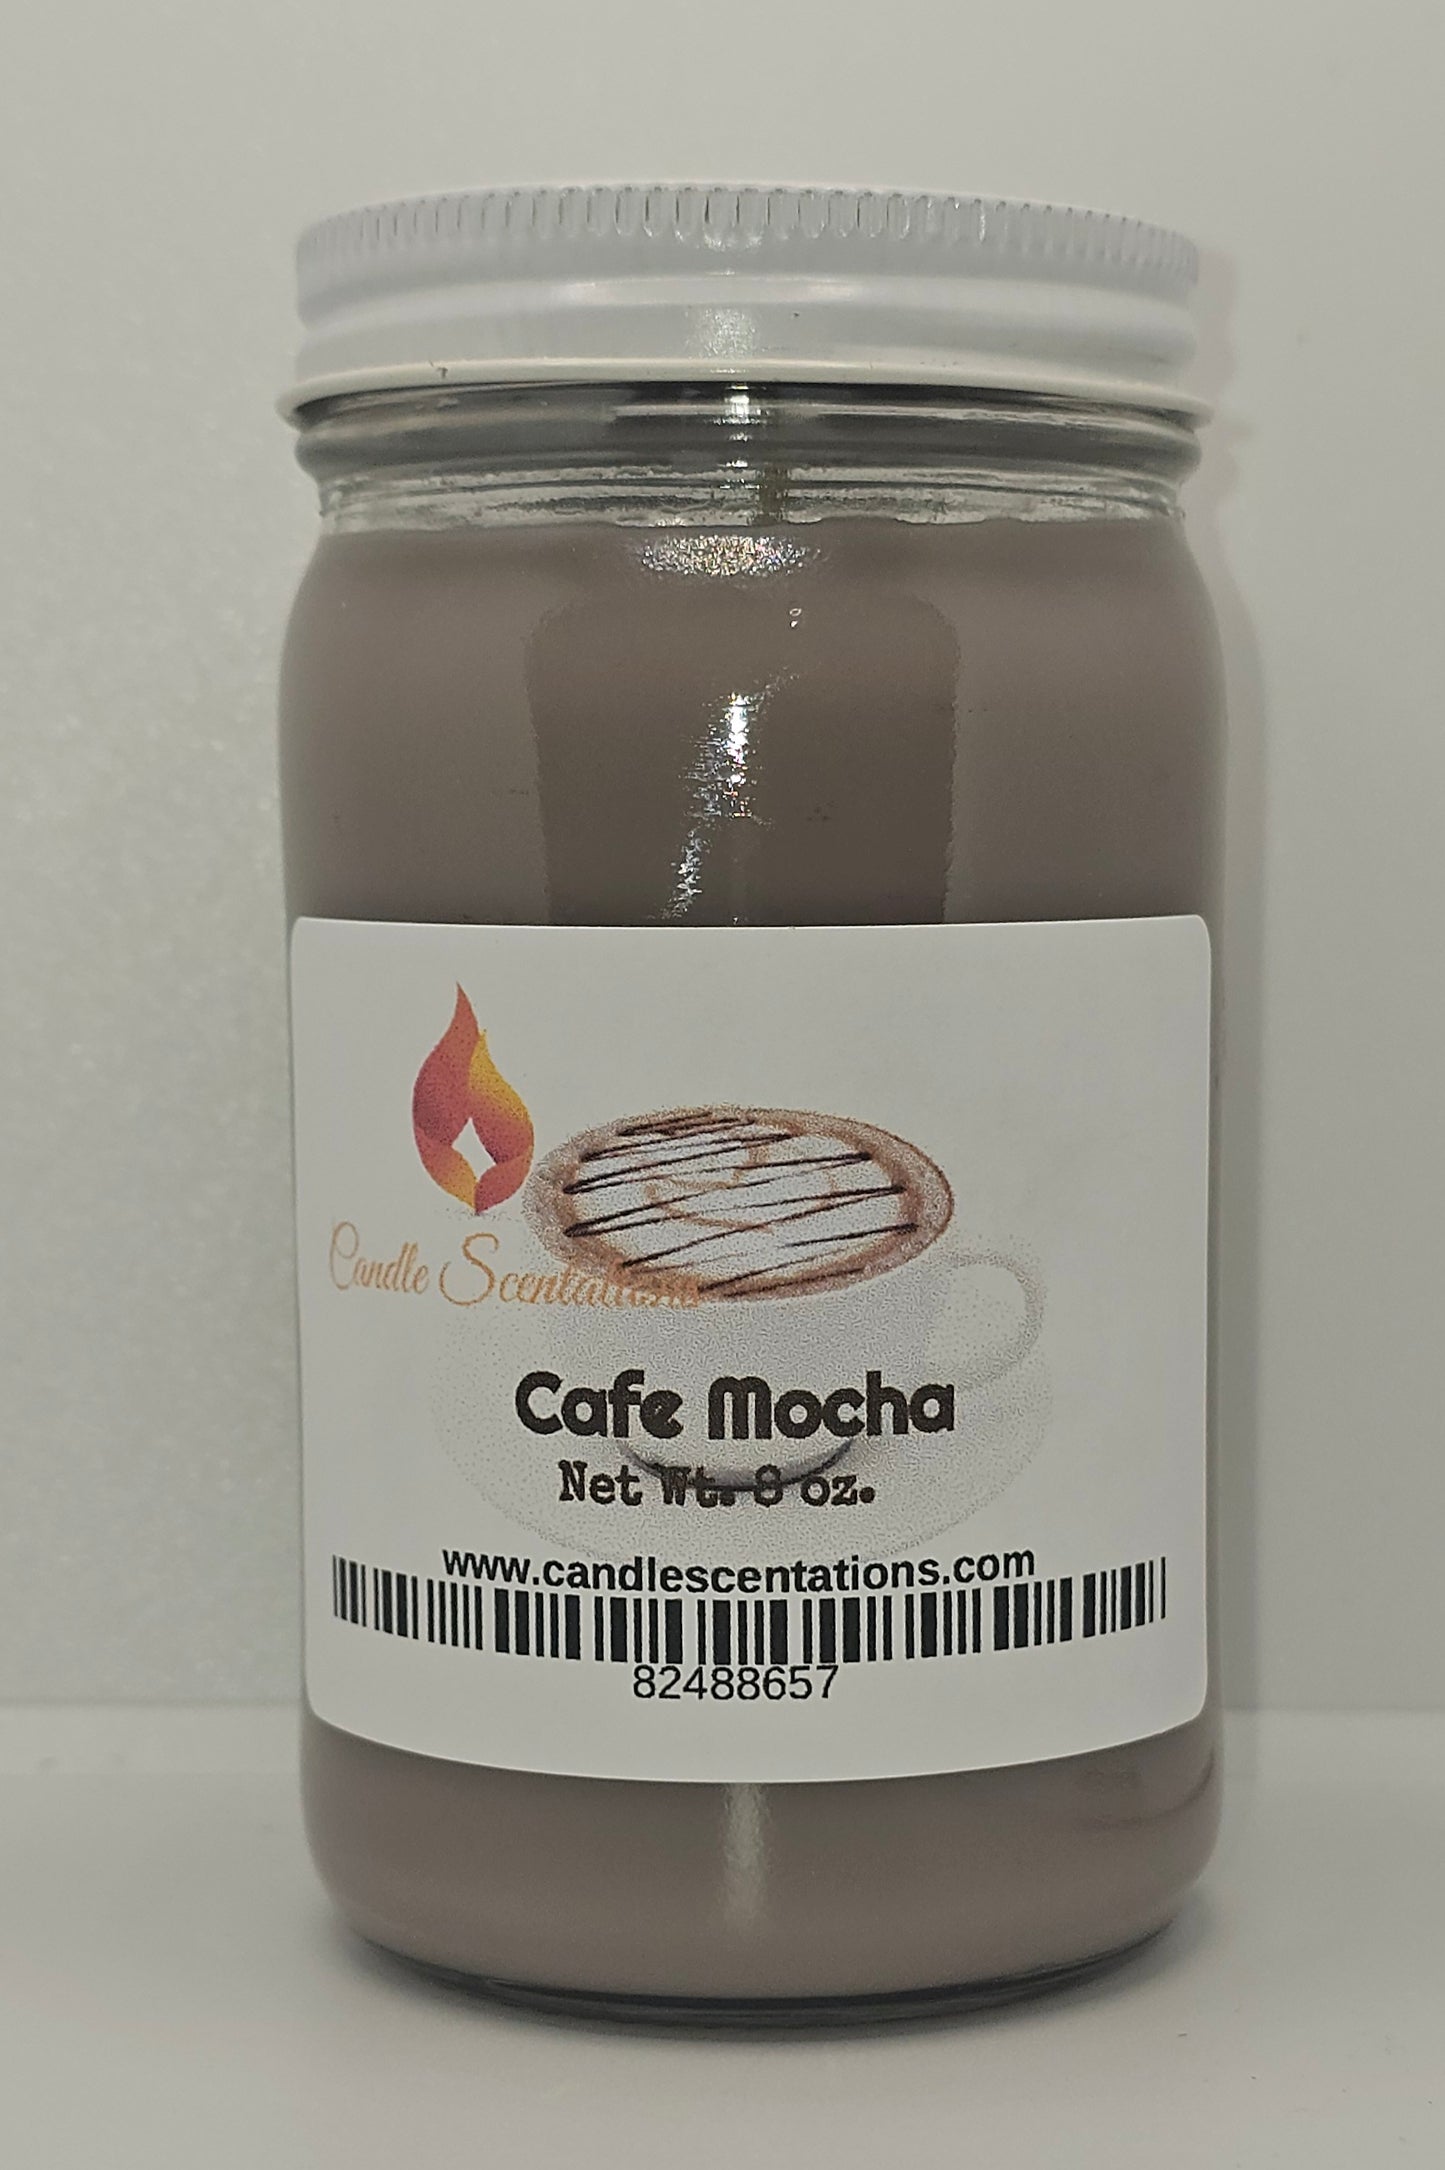 Candle Scentations
Cafe Mocha
Net Wt. 8 oz.
www.candlescentations.com
82488657